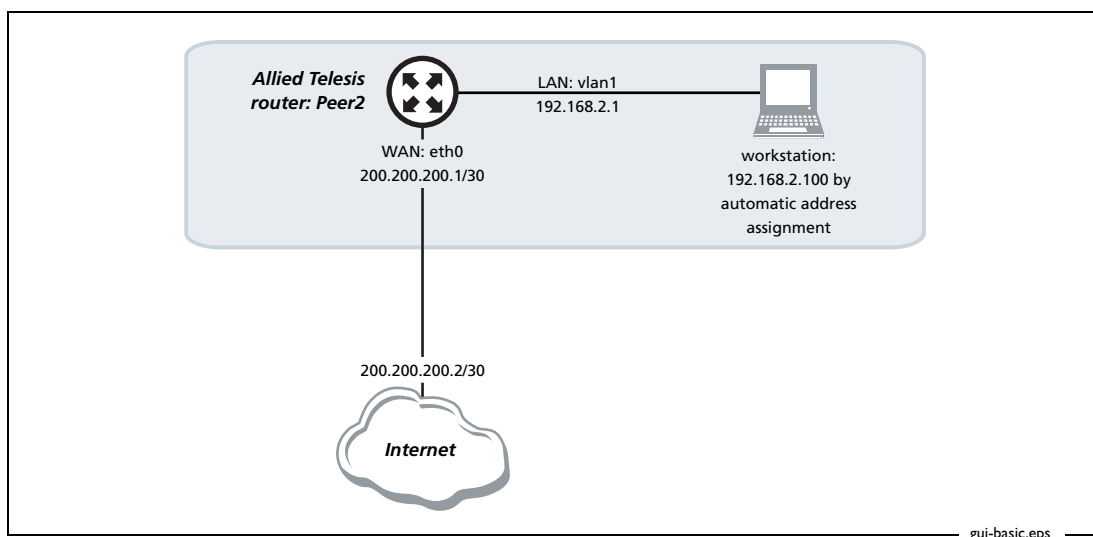 Allied Telesis
router: Peer2
LAN: vlan1
192.168.2.1
WAN: eth0
200.200.200.1/30
workstation:
192.168.2.100 by
automatic address
assignment
200.200.200.2/30
Internet
gui-basic.eps